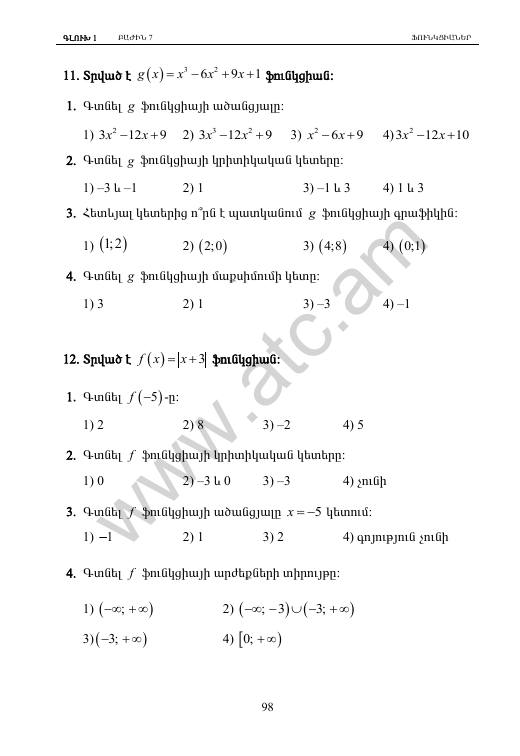 ԳԼՈՒԽ 1 ԲԱԺԻՆ 7 ՖՈՒՆԿՑԻԱՆԵՐ
11. Տրված է g(x) = x³ − 6x² + 9x + 1 ֆունկցիան:
1. Գտնել g ֆունկցիայի ածանցյալը:
1) 3x² −12x + 9 2) 3x³ −12x² + 9 3) x² − 6x + 9 4) 3x² −12x +10
2. Գտնել g ֆունկցիայի կրիտիկական կետերը:
1) –3 և –1 2) 1 3) –1 և 3 4) 1 և 3
3. Հետևյալ կետերից ո՞րն է պատկանում g ֆունկցիայի գրաֆիկին:
1) (1;2) 2) (2;0) 3) (4;8) 4) (0;1)
4. Գտնել g ֆունկցիայի մաքսիմումի կետը:
1) 3 2) 1 3) –3 4) –1
12. Տրված է f(x) = |x + 3| ֆունկցիան:
1. Գտնել f(−5)-ը:
1) 2 2) 8 3) –2 4) 5
2. Գտնել f ֆունկցիայի կրիտիկական կետերը:
1) 0 2) –3 և 0 3) –3 4) չունի
3. Գտնել f ֆունկցիայի ածանցյալը x = −5 կետում:
1) −1 2) 1 3) 2 4) գոյություն չունի
4. Գտնել f ֆունկցիայի արժեքների տիրույթը:
1) (−∞; +∞) 2) (−∞; −3)∪(−3; +∞)
3) (−3; +∞) 4) [0; +∞)
98
www.atc.am